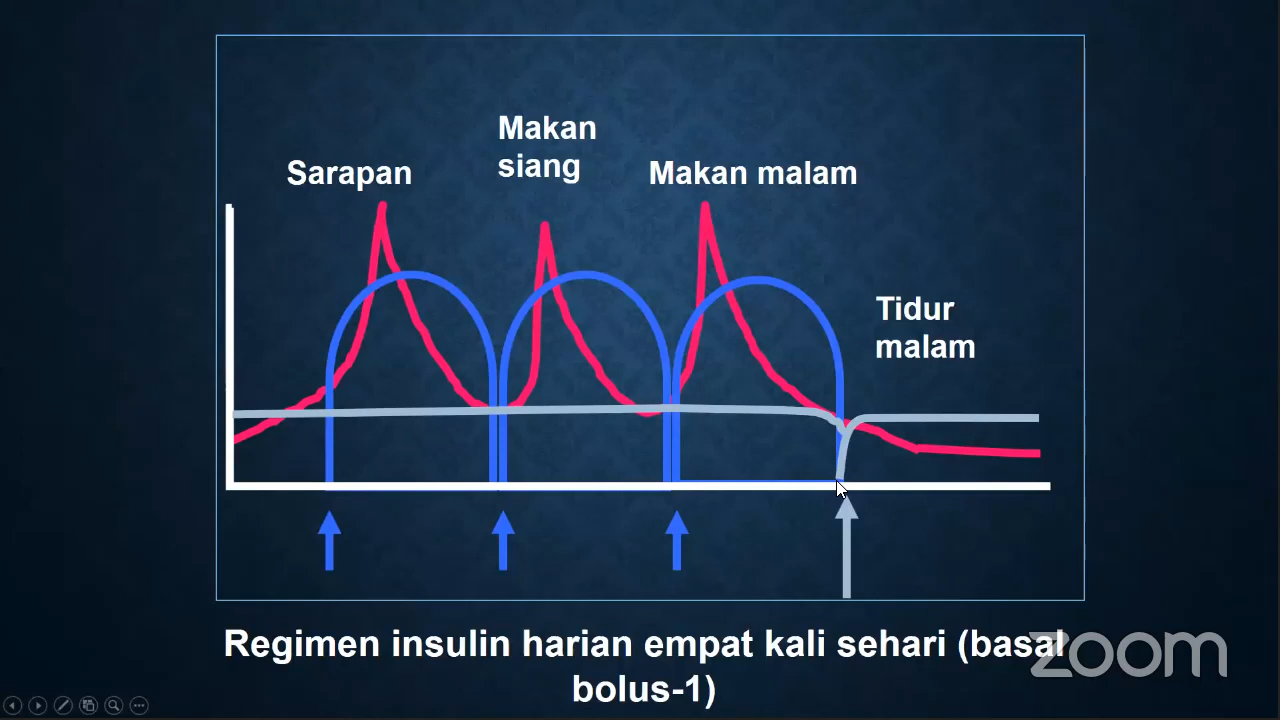 Makan
siang
Sarapan
Makan malam
Tidur
malam
Regimen insulin harian empat kali sehari (basal
bolus-1)
zoom